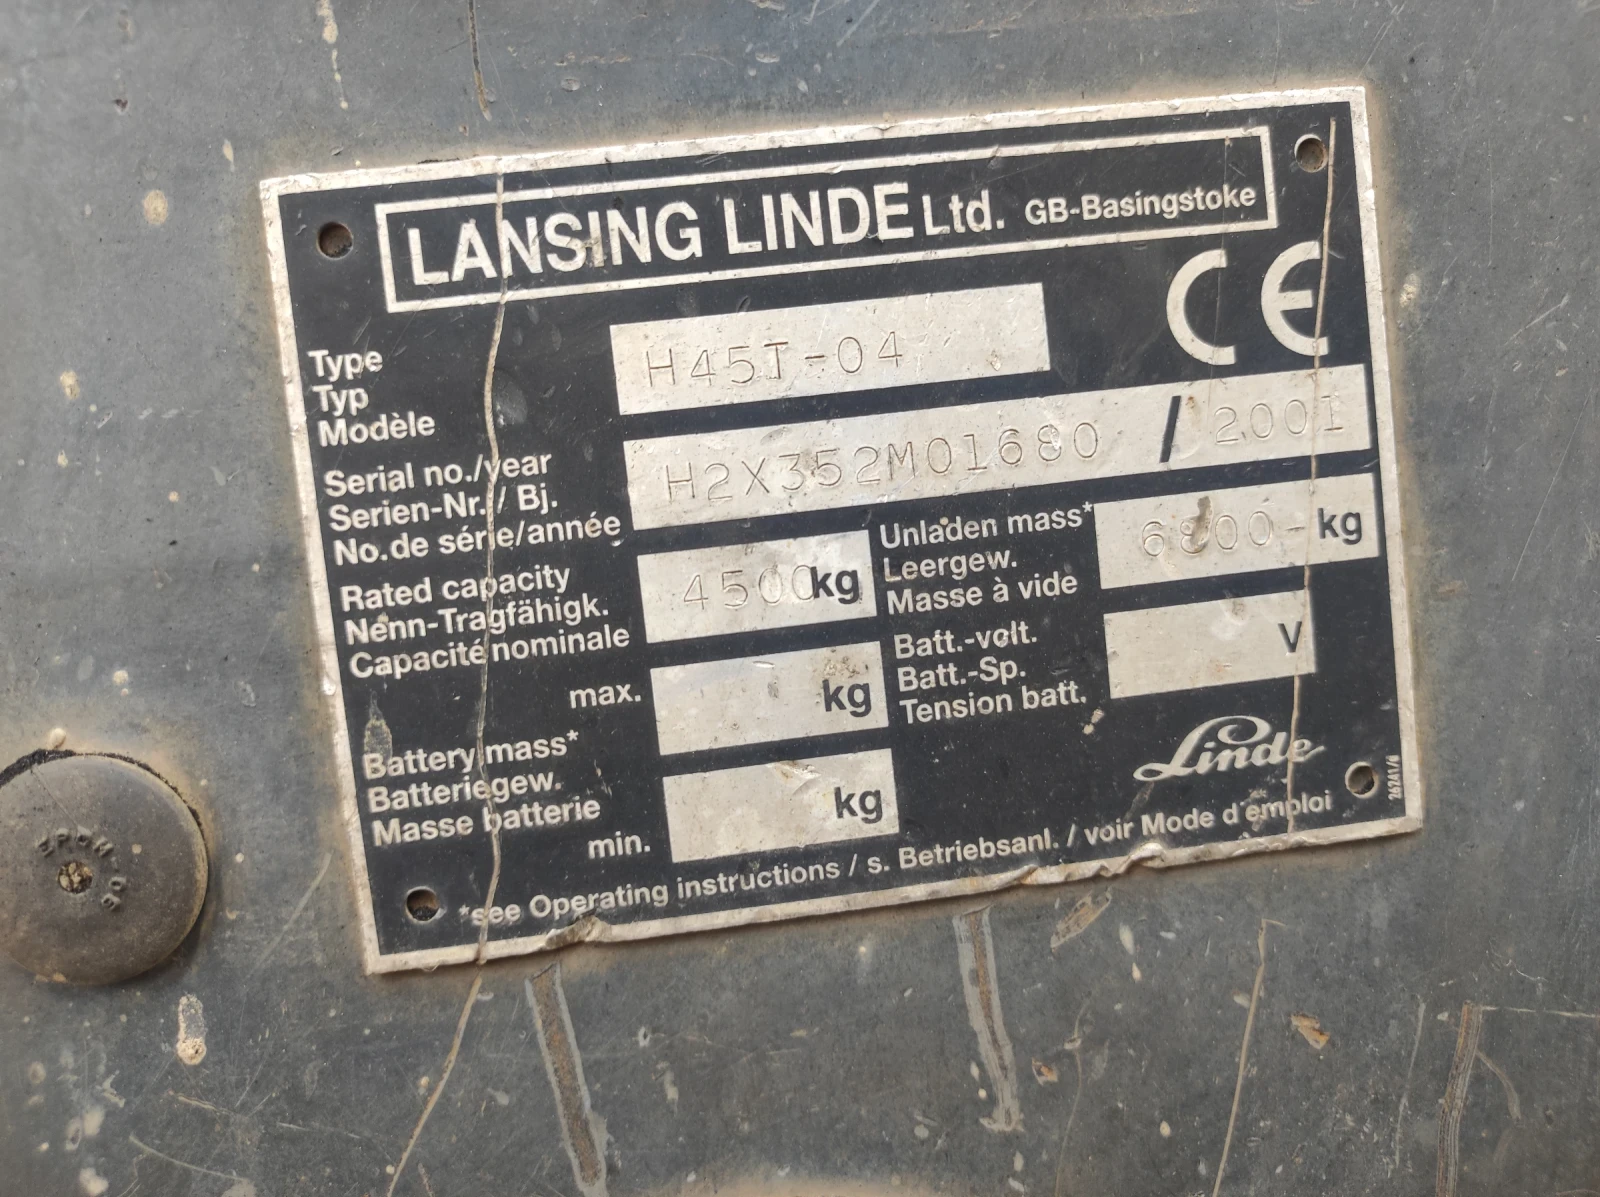 LANSING LINDE Ltd. GB-Basingstoke
CE
Type H45T-04
Typ
Modèle
Serial no./year H2X352M01680 / 2001
Serien-Nr. / Bj.
No.de série/année
Rated capacity 4500kg
Nenn-Tragfähigk.
Capacité nominale
Unladen mass* 6800- kg
Leergew.
Masse à vide
max. kg
Batt.-volt. V
Batt.-Sp.
Tension batt.
Battery mass*
Batteriegew.
Masse batterie
min. kg
Linde
*see Operating instructions / s. Betriebsanl. / voir Mode d'emploi